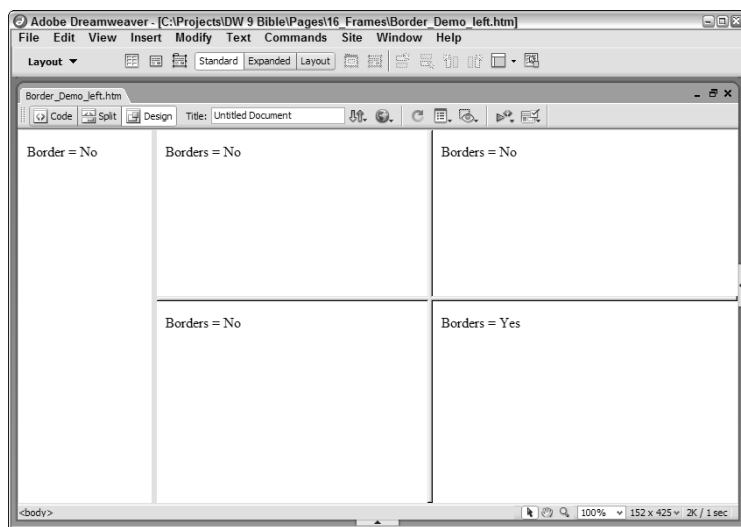 Adobe Dreamweaver - [C:\Projects\DW 9 Bible\Pages\16_Frames\Border_Demo_left.htm]
File Edit View Insert Modify Text Commands Site Window Help
Layout Standard Expanded Layout
Border_Demo_left.htm
Code Split Design Title: Untitled Document
Border = No Borders = No Borders = No
Borders = No Borders = Yes
<body> 100% 152 x 425 2K / 1 sec